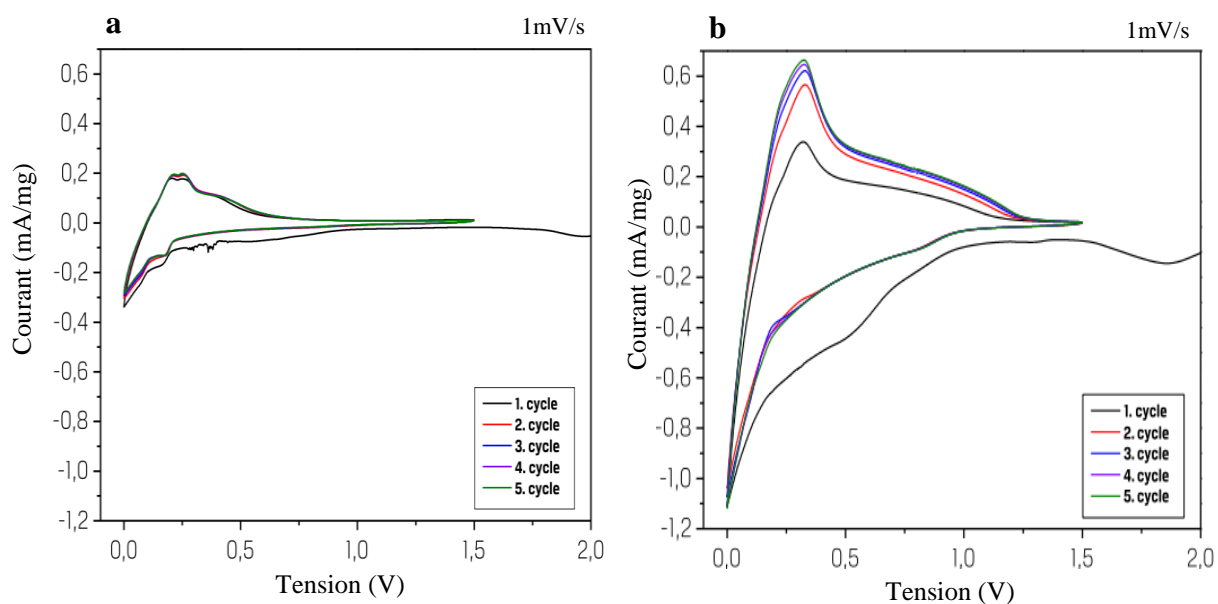 a
1mV/s
0,6
0,4
0,2
0,0
-0,2
-0,4
-0,6
-0,8
-1,0
-1,2
Courant (mA/mg)
1. cycle
2. cycle
3. cycle
4. cycle
5. cycle
0,0
0,5
1,0
1,5
2,0
Tension (V)
b
1mV/s
0,6
0,4
0,2
0,0
-0,2
-0,4
-0,6
-0,8
-1,0
-1,2
Courant (mA/mg)
1. cycle
2. cycle
3. cycle
4. cycle
5. cycle
0,0
0,5
1,0
1,5
2,0
Tension (V)